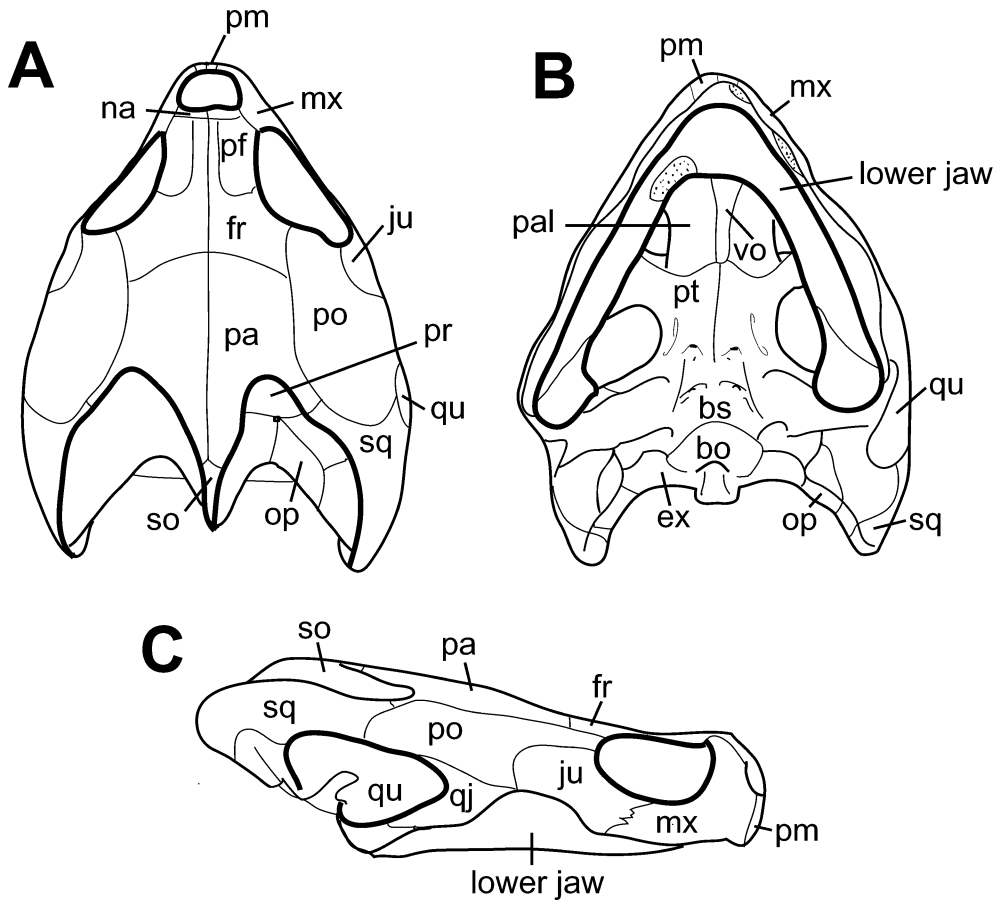 A
pm
na
mx
pf
fr
ju
pa
po
pr
qu
sq
so
op
B
pm
mx
lower jaw
pal
vo
pt
bs
qu
bo
ex
op
sq
C
so
pa
fr
sq
po
ju
qu
qj
mx
pm
lower jaw